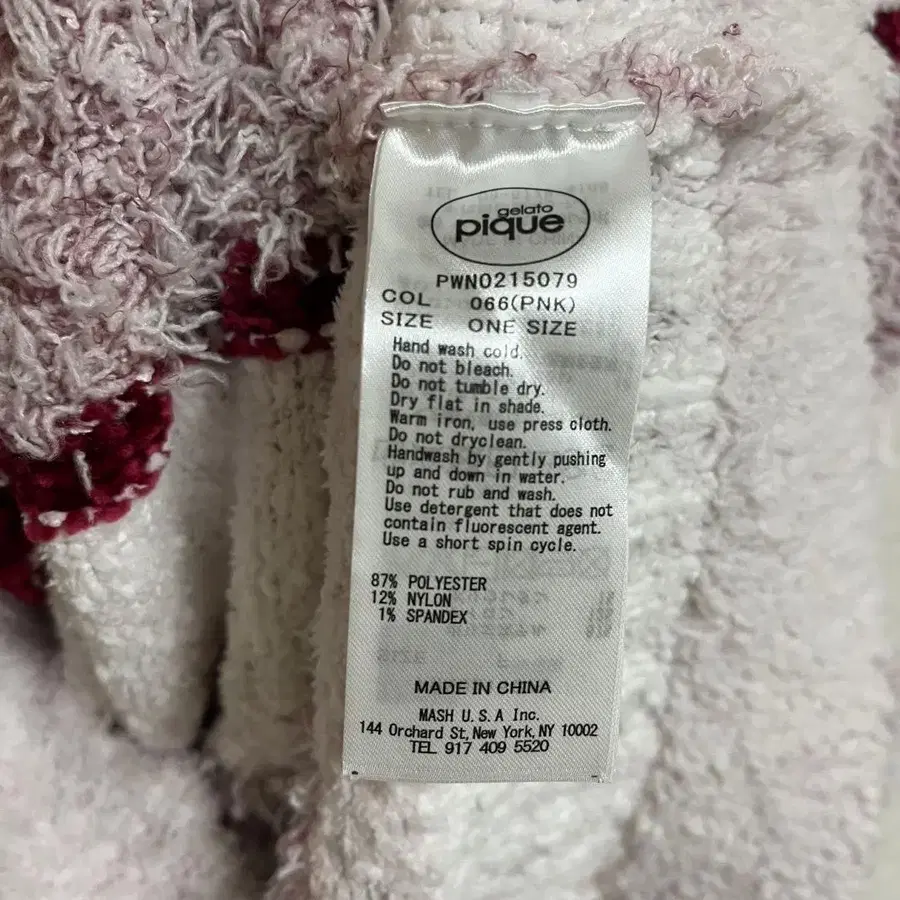 gelato
pique
PWNO215079
COL 066(PNK)
SIZE ONE SIZE
Hand wash cold.
Do not bleach.
Do not tumble dry.
Dry flat in shade.
Warm iron, use press cloth.
Do not dryclean.
Handwash by gently pushing
up and down in water.
Do not rub and wash.
Use detergent that does not
contain fluorescent agent.
Use a short spin cycle.
87% POLYESTER
12% NYLON
1% SPANDEX
MADE IN CHINA
MASH U.S.A Inc.
144 Orchard St, New York, NY 10002
TEL 917 409 5520